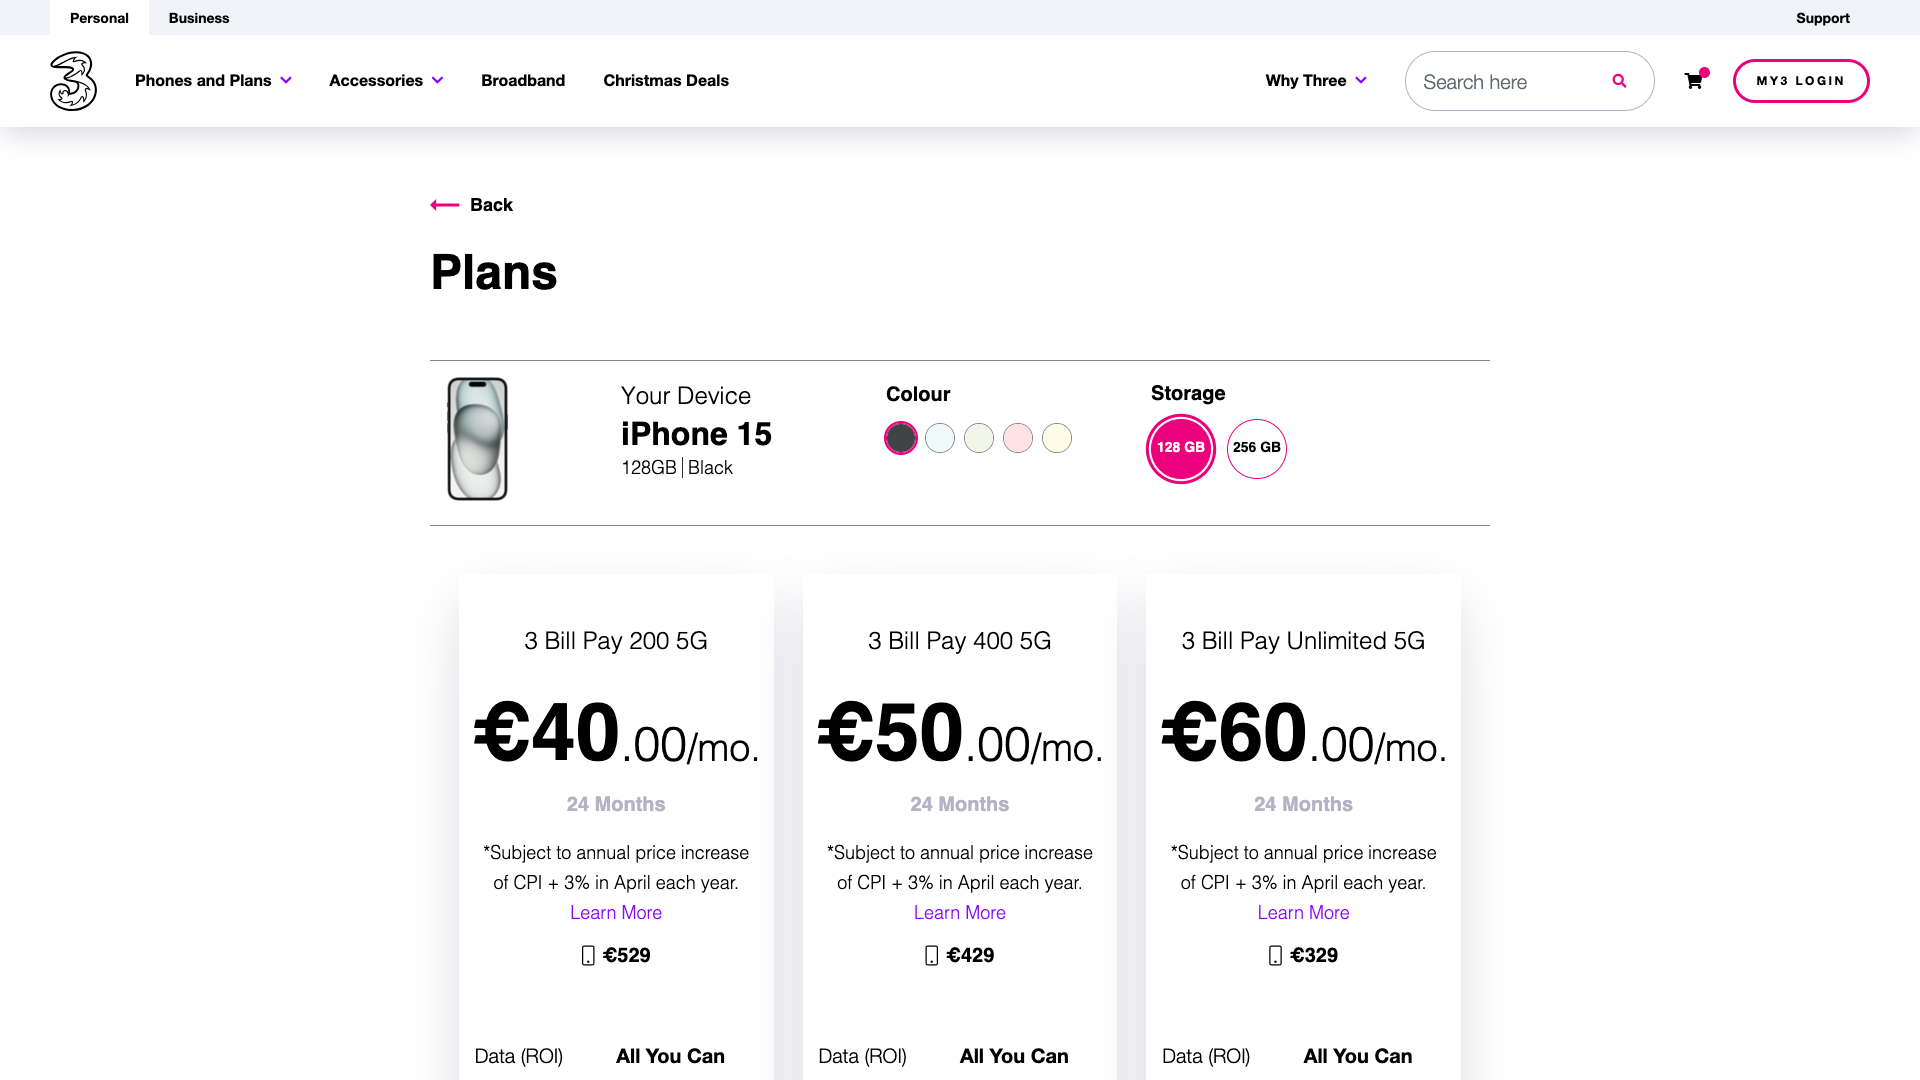 Personal
Business
Support
3
Phones and Plans
Accessories
Broadband
Christmas Deals
Why Three
Search here
MY3 LOGIN
Back
Plans
Your Device
iPhone 15
128GB | Black
Colour
Storage
128 GB
256 GB
3 Bill Pay 200 5G
€40.00/mo.
24 Months
*Subject to annual price increase
of CPI + 3% in April each year.
Learn More
€529
Data (ROI) All You Can
3 Bill Pay 400 5G
€50.00/mo.
24 Months
*Subject to annual price increase
of CPI + 3% in April each year.
Learn More
€429
Data (ROI) All You Can
3 Bill Pay Unlimited 5G
€60.00/mo.
24 Months
*Subject to annual price increase
of CPI + 3% in April each year.
Learn More
€329
Data (ROI) All You Can